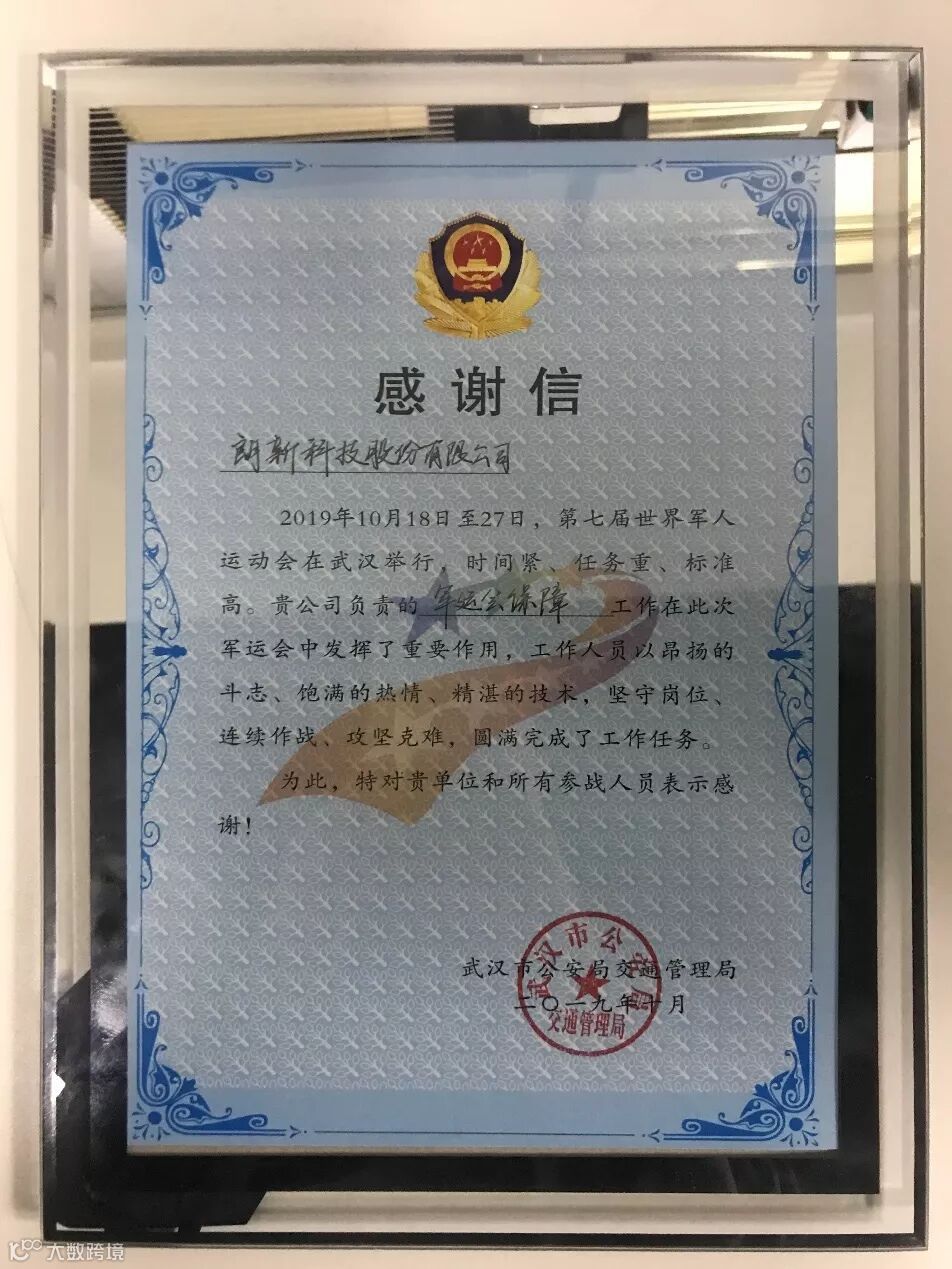 感谢信
朗新科技股份有限公司
2019年10月18日至27日，第七届世界军人
运动会在武汉举行，时间紧、任务重、标准
高。贵公司负责的 军运会保障 工作在此次
军运会中发挥了重要作用，工作人员以昂扬的
斗志、饱满的热情、精湛的技术，坚守岗位、
连续作战、攻坚克难，圆满完成了工作任务。
为此，特对贵单位和所有参战人员表示感
谢！
武汉市公安局交通管理局
二〇一九年十月
武汉市公安局
交通管理局
大数跨境